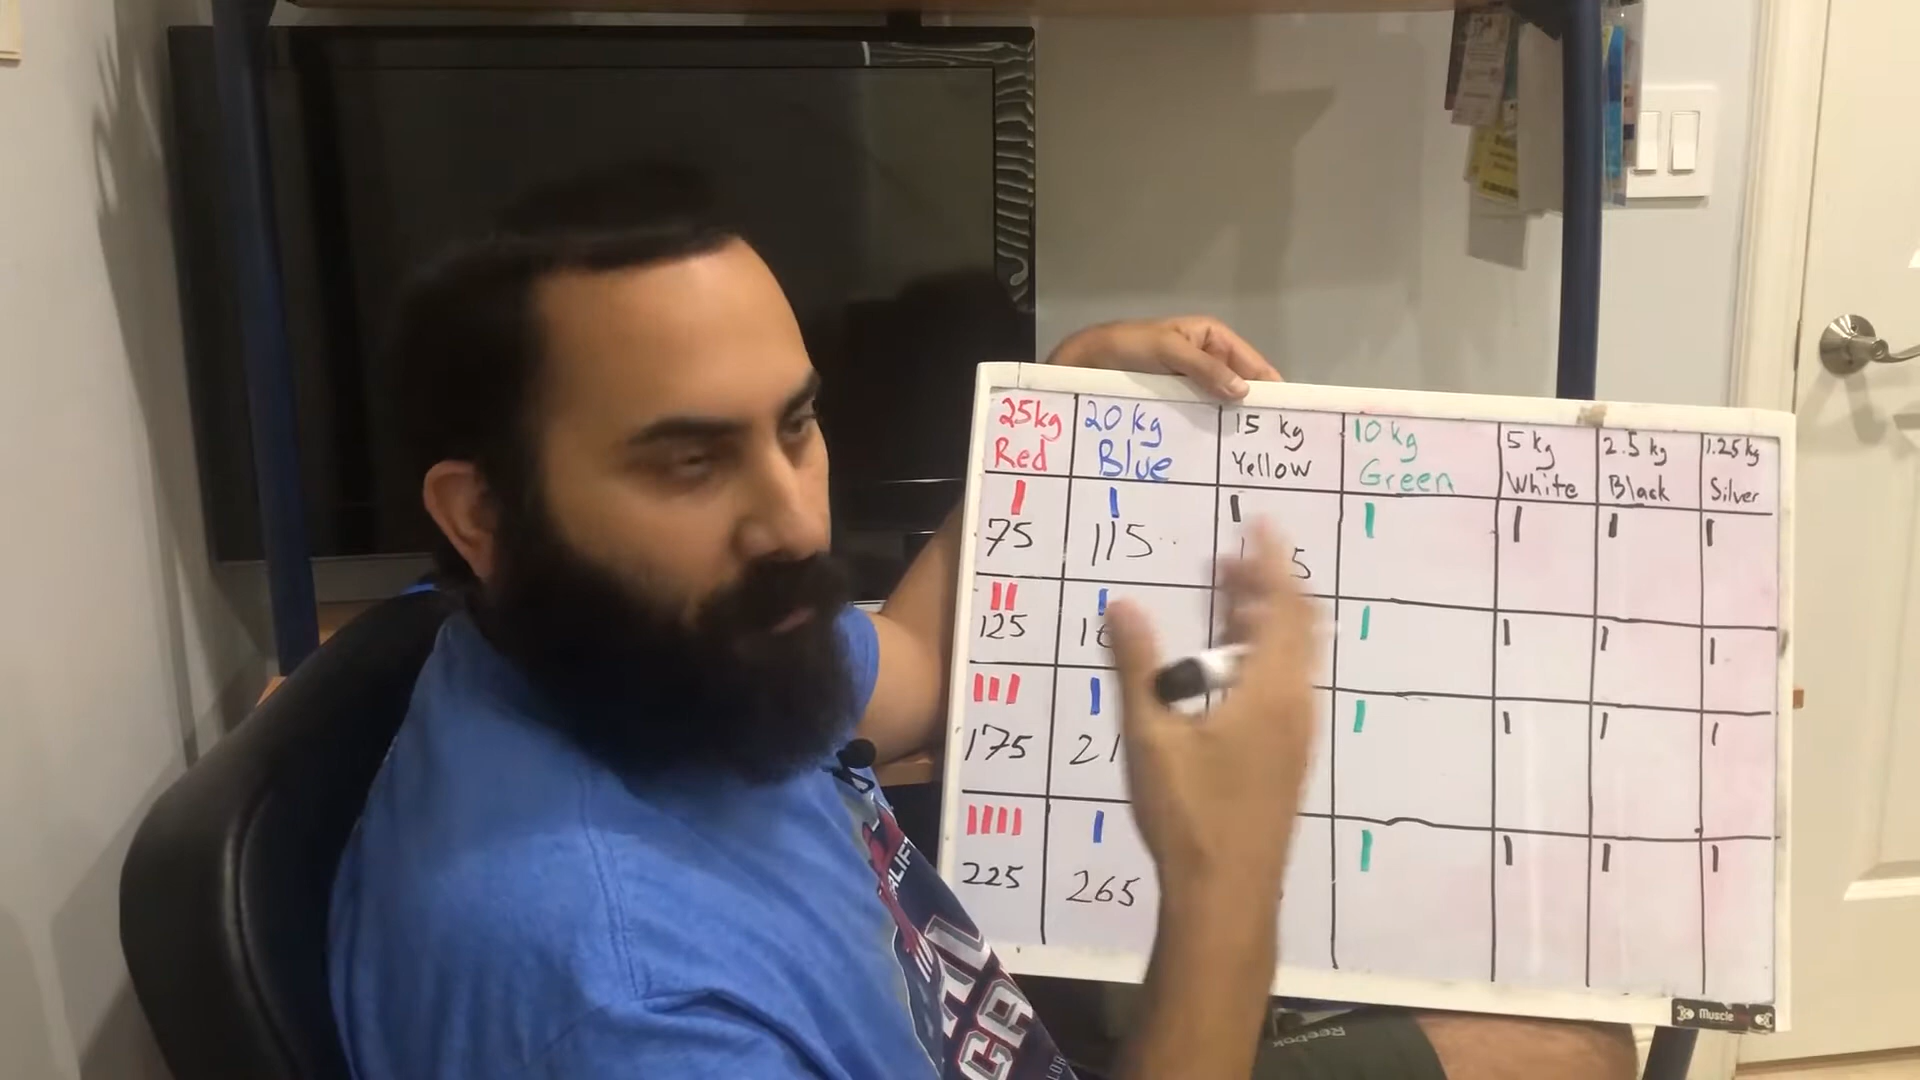 25kg 20 kg 15 kg 10 kg 5 kg 2.5 kg 1.25 kg
Red Blue Yellow Green White Black Silver
75 115
125
175
225 265
Muscle
Reebok